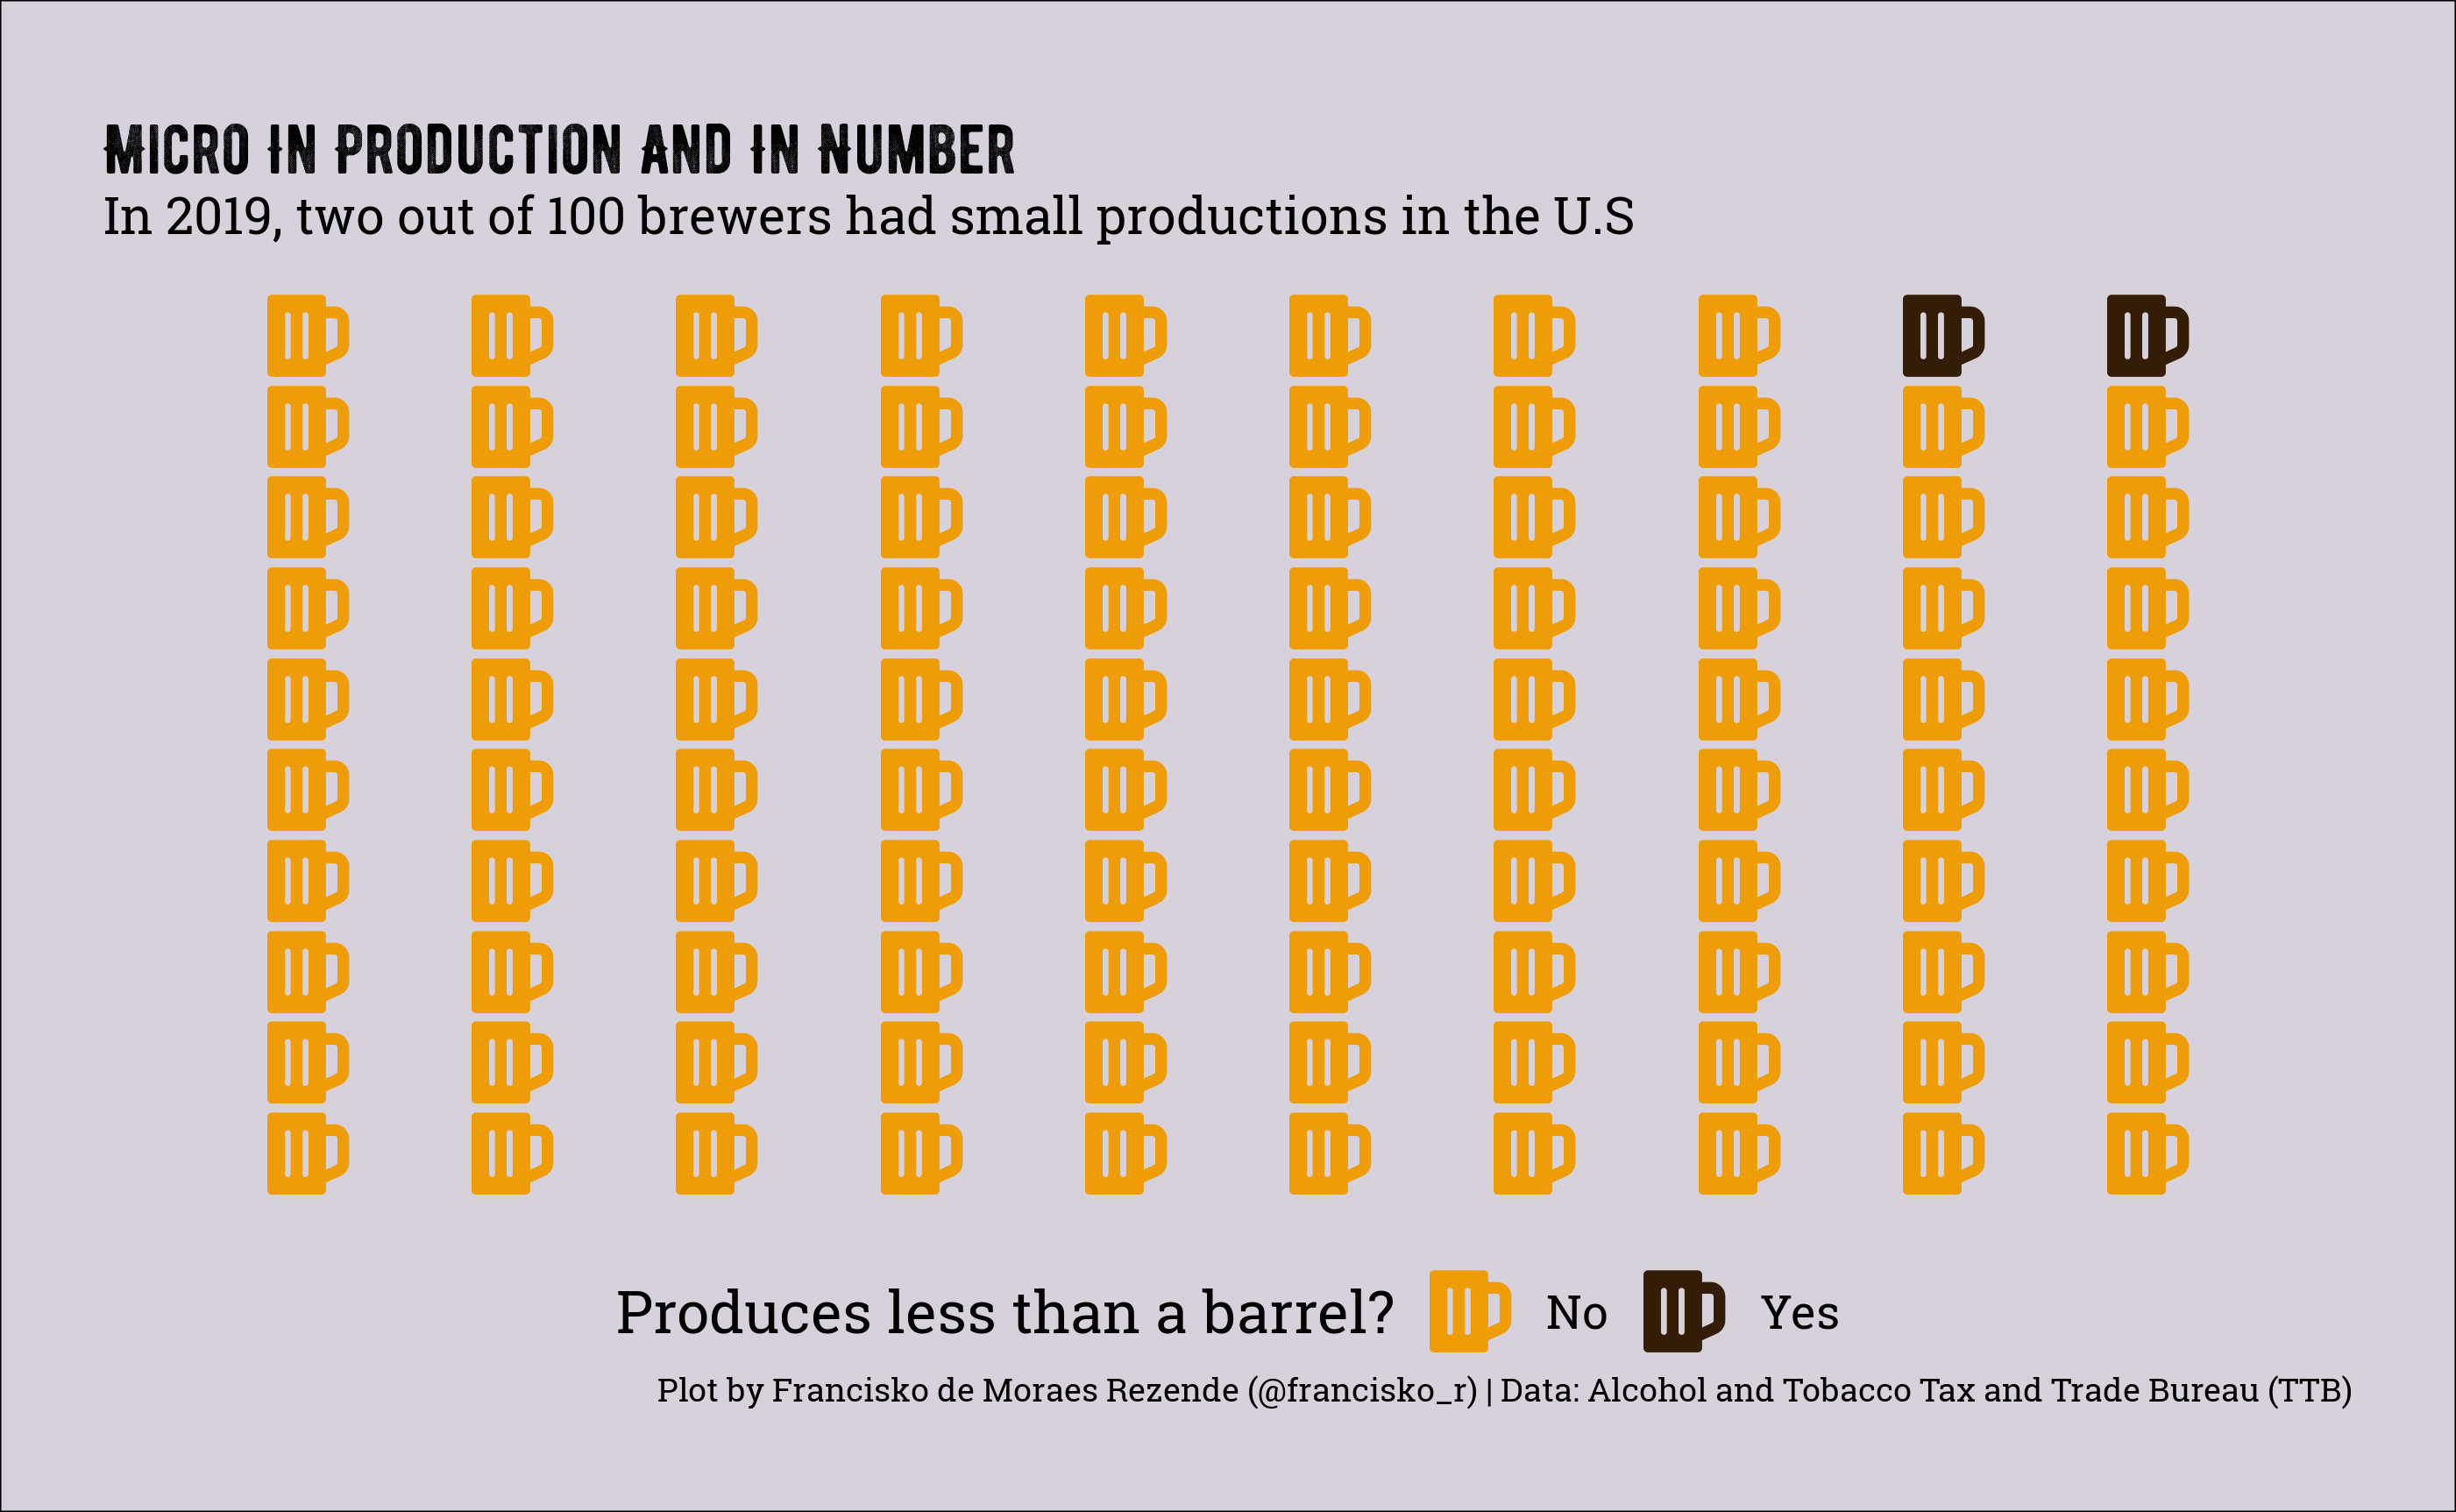 Micro In Production And In Number
In 2019, two out of 100 brewers had small productions in the U.S
Produces less than a barrel? No Yes
Plot by Francisko de Moraes Rezende (@francisko_r) | Data: Alcohol and Tobacco Tax and Trade Bureau (TTB)